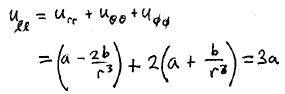 u_ll = u_rr + u_θθ + u_φφ
= (a - 2b/r³) + 2(a + b/r³) = 3a